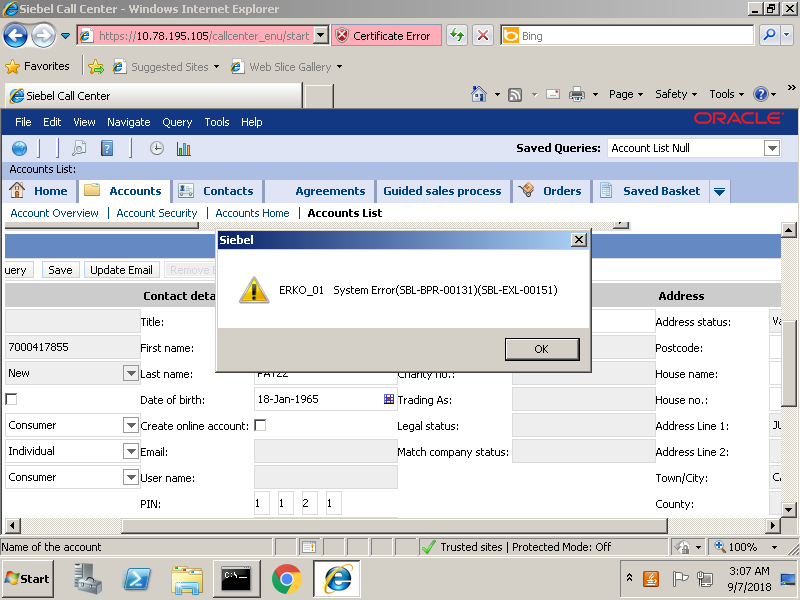 Siebel Call Center - Windows Internet Explorer
https://10.78.195.105/callcenter_enu/start
Certificate Error
Bing
Favorites
Suggested Sites
Web Slice Gallery
Siebel Call Center
Page
Safety
Tools
File Edit View Navigate Query Tools Help
ORACLE
Saved Queries: Account List Null
Accounts List:
Home
Accounts
Contacts
Agreements
Guided sales process
Orders
Saved Basket
Account Overview | Account Security | Accounts Home | Accounts List
Siebel
ERKO_01 System Error(SBL-BPR-00131)(SBL-EXL-00151)
OK
uery
Save
Update Email
Remove
Contact deta
Address
Title:
Address status:
7000417855
First name:
Postcode:
New
Last name:
PATZZ
Charity no.:
House name:
Date of birth:
18-Jan-1965
Trading As:
House no.:
Consumer
Create online account:
Legal status:
Address Line 1:
Individual
Email:
Match company status:
Address Line 2:
Consumer
User name:
Town/City:
PIN:
1 1 2 1
County:
Name of the account
Trusted sites | Protected Mode: Off
100%
Start
3:07 AM
9/7/2018